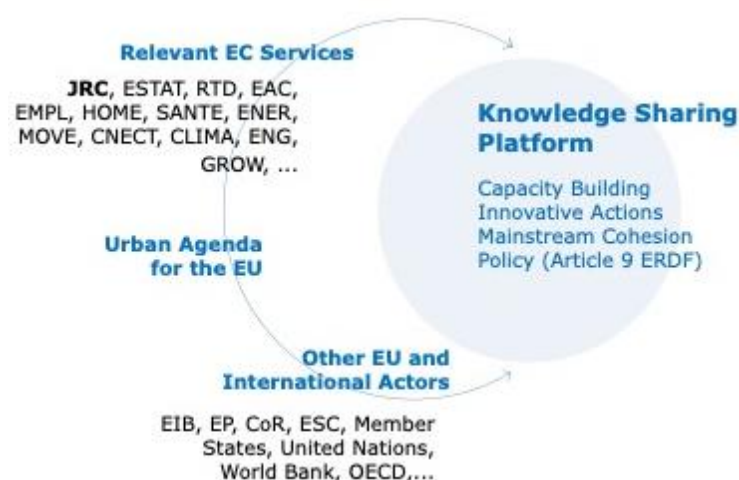 Relevant EC Services
JRC, ESTAT, RTD, EAC,
EMPL, HOME, SANTE, ENER,
MOVE, CNECT, CLIMA, ENG,
GROW, ...
Urban Agenda
for the EU
Other EU and
International Actors
EIB, EP, CoR, ESC, Member
States, United Nations,
World Bank, OECD,...
Knowledge Sharing
Platform
Capacity Building
Innovative Actions
Mainstream Cohesion
Policy (Article 9 ERDF)